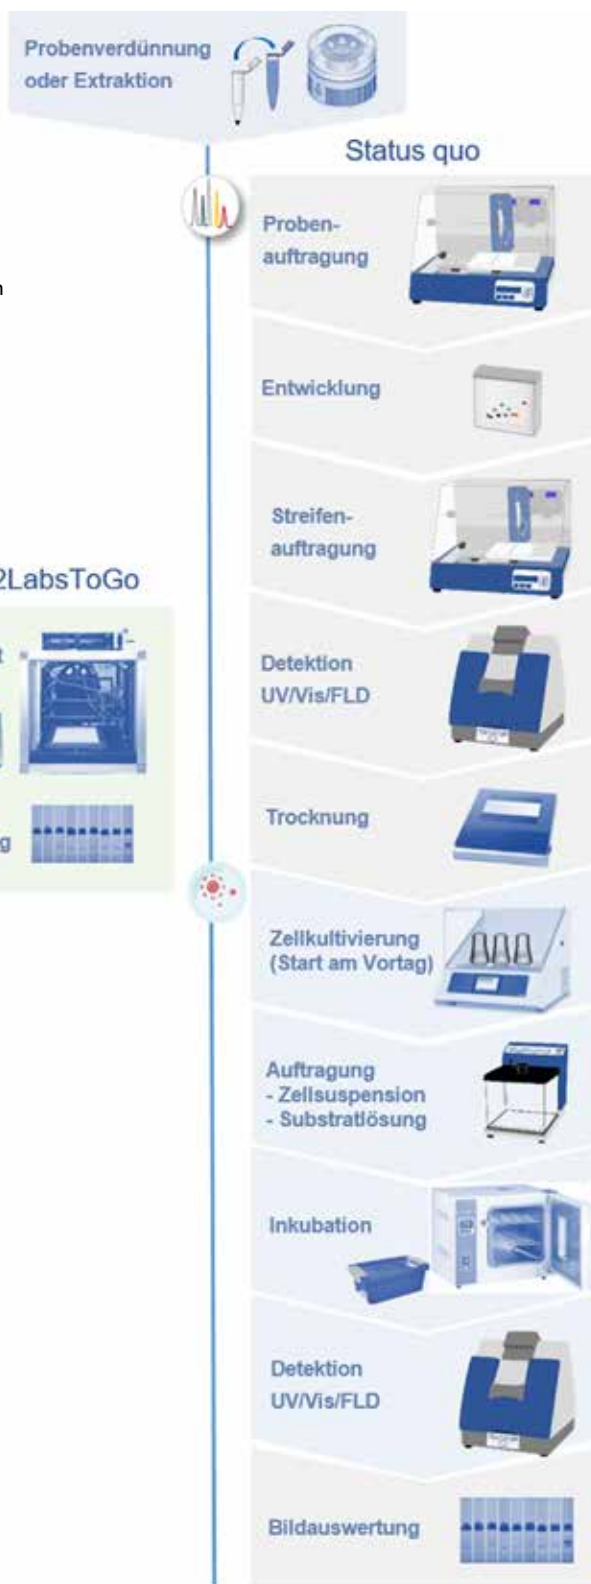 Probenverdünnung
oder Extraktion
Status quo
Proben-
auftragung
Entwicklung
Streifen-
auftragung
2LabsToGo
Detektion
UV/Vis/FLD
Trocknung
Zellkultivierung
(Start am Vortag)
Auftragung
- Zellsuspension
- Substratlösung
Inkubation
Detektion
UV/Vis/FLD
Bildauswertung